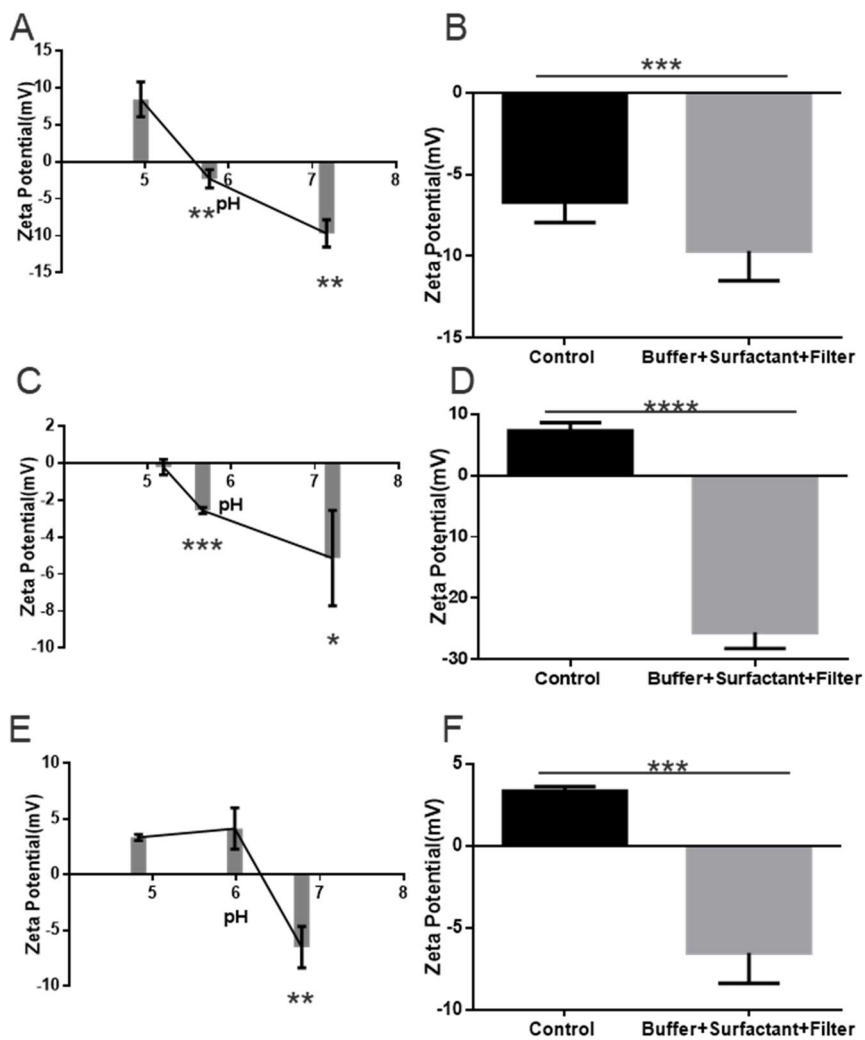 A
Zeta Potential(mV)
15
10
5
0
-5
-10
-15
5
6
7
8
pH
**
**
B
***
Zeta Potential(mV)
0
-5
-10
-15
Control
Buffer+Surfactant+Filter
C
Zeta Potential(mV)
2
0
-2
-4
-6
-8
-10
5
6
7
8
pH
***
*
D
****
Zeta Potential(mV)
10
0
-10
-20
-30
Control
Buffer+Surfactant+Filter
E
Zeta Potential(mV)
10
5
0
-5
-10
5
6
7
8
pH
**
F
***
Zeta Potential(mV)
5
0
-5
-10
Control
Buffer+Surfactant+Filter